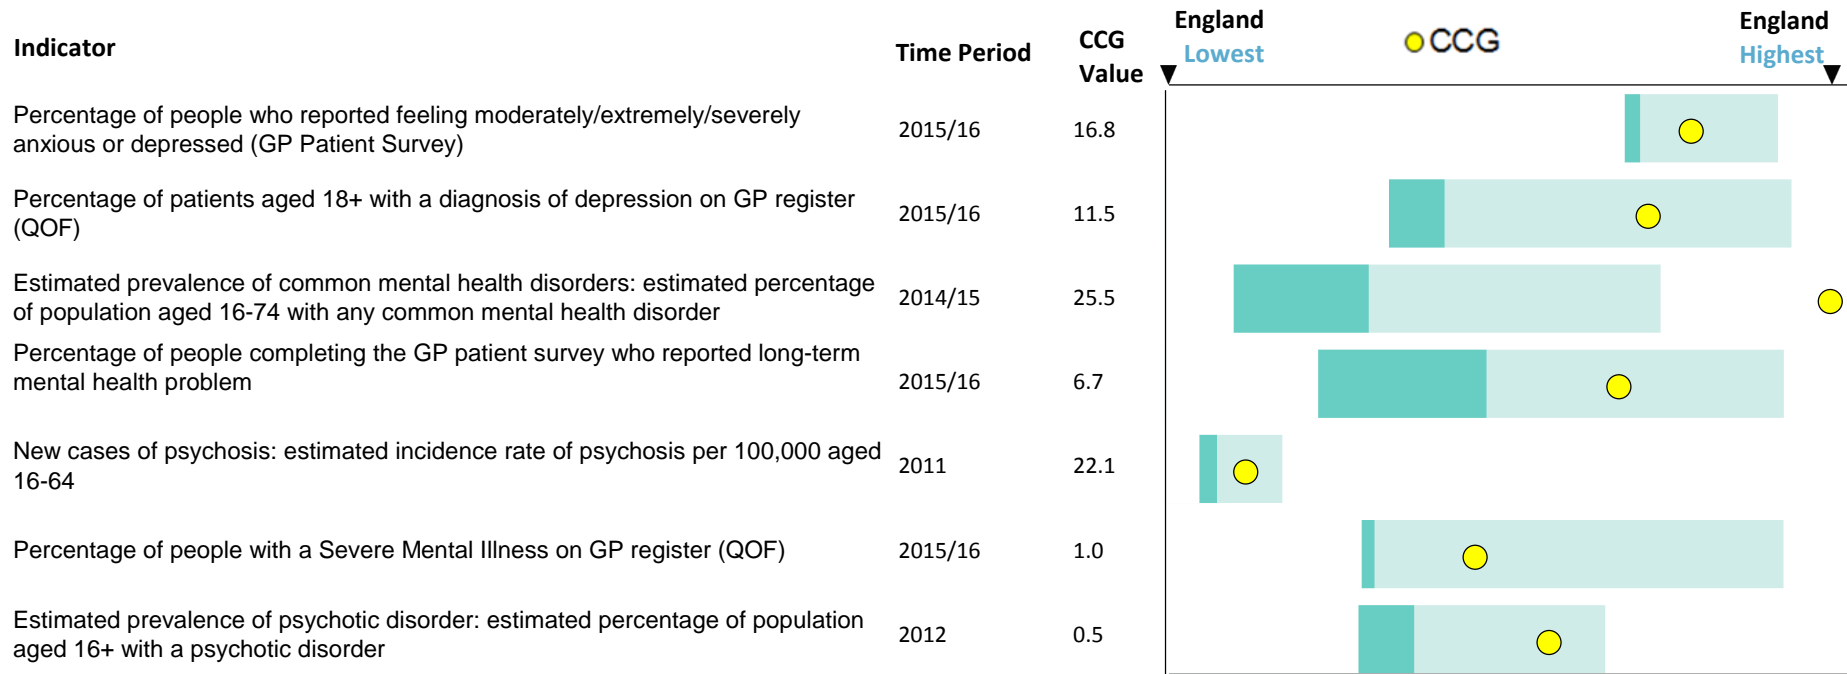 Indicator
Time Period
CCG
Value
England
Lowest
CCG
England
Highest
Percentage of people who reported feeling moderately/extremely/severely
anxious or depressed (GP Patient Survey)
2015/16
16.8
Percentage of patients aged 18+ with a diagnosis of depression on GP register
(QOF)
2015/16
11.5
Estimated prevalence of common mental health disorders: estimated percentage
of population aged 16-74 with any common mental health disorder
2014/15
25.5
Percentage of people completing the GP patient survey who reported long-term
mental health problem
2015/16
6.7
New cases of psychosis: estimated incidence rate of psychosis per 100,000 aged
16-64
2011
22.1
Percentage of people with a Severe Mental Illness on GP register (QOF)
2015/16
1.0
Estimated prevalence of psychotic disorder: estimated percentage of population
aged 16+ with a psychotic disorder
2012
0.5